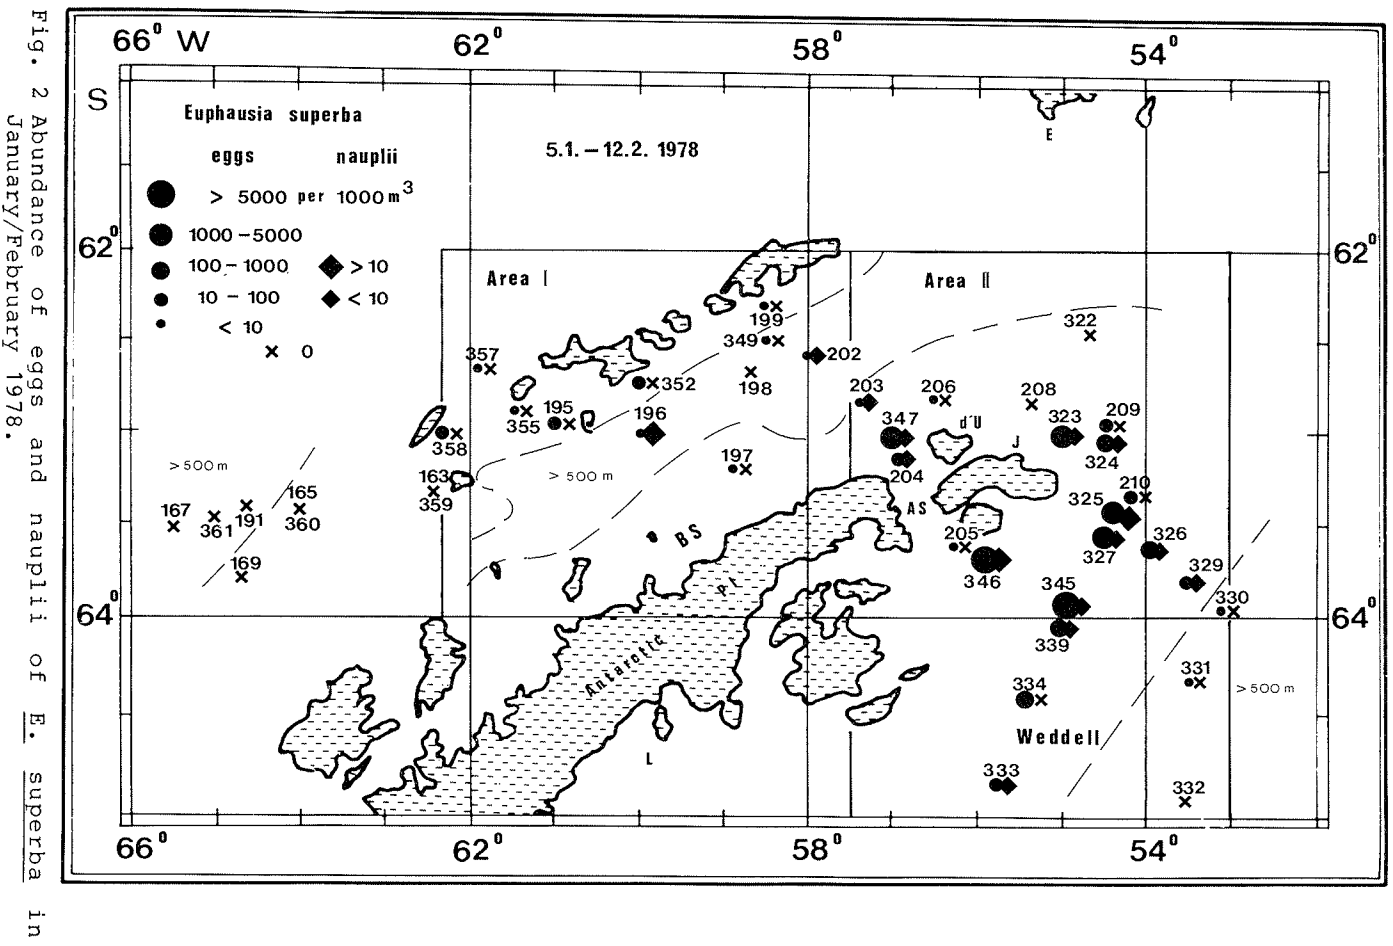 Fig. 2 Abundance of eggs and nauplii of E. superba in
January/February 1978.
66° W
62°
58°
54°
S
Euphausia superba
eggs
nauplii
> 5000 per 1000 m³
1000 - 5000
100 - 1000
> 10
10 - 100
< 10
< 10
0
5.1. - 12.2. 1978
E
62°
62°
Area I
Area II
199
322
349
202
357
198
352
203
206
208
195
355
196
347
d'U
323
209
358
J
324
197
204
> 500 m
> 500 m
163
359
165
360
167
361
191
210
325
AS
205
BS
326
327
169
346
329
Pt
345
330
64°
64°
339
Antarctic
331
334
> 500 m
Weddell
L
333
332
66°
62°
58°
54°